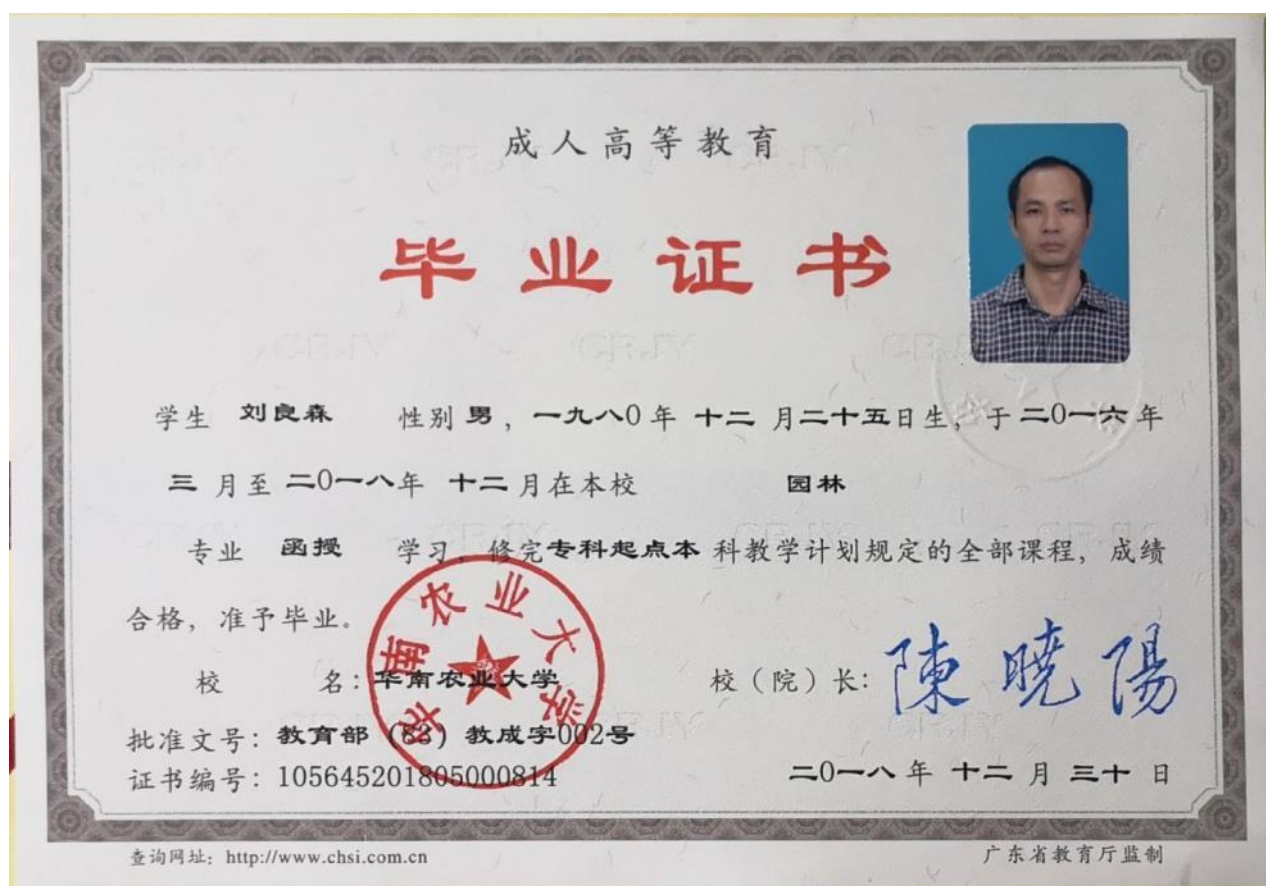 成人高等教育
毕业证书
学生 刘良森 性别 男，一九八0年 十二 月二十五日生，于二0一六年
三 月至 二0一八年 十二月在本校 园林
专业 函授 学习，修完专科起点本 科教学计划规定的全部课程，成绩
合格，准予毕业。
校 名：华南农业大学
华南农业大学
校（院）长：陳曉陽
批准文号：教育部（83）教成字002号
证书编号：105645201805000814
二0一八 年 十二 月 三十 日
查询网址：http://www.chsi.com.cn
广东省教育厅监制